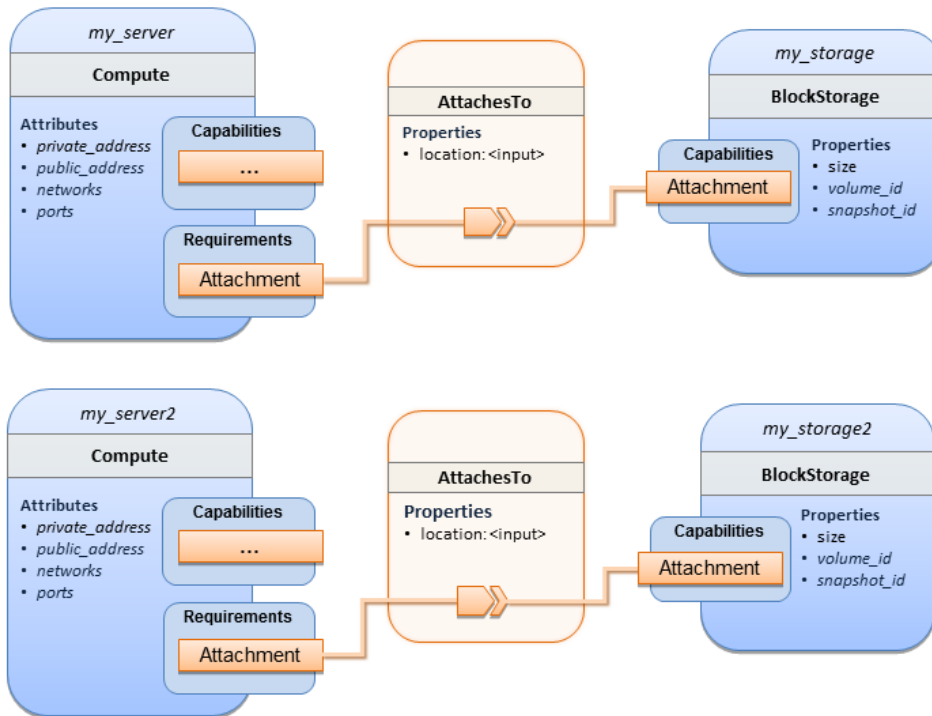 my_server
Compute
Attributes
• private_address
• public_address
• networks
• ports
Capabilities
...
Requirements
Attachment
AttachesTo
Properties
• location: <input>
my_storage
BlockStorage
Capabilities
Attachment
Properties
• size
• volume_id
• snapshot_id
my_server2
Compute
Attributes
• private_address
• public_address
• networks
• ports
Capabilities
...
Requirements
Attachment
AttachesTo
Properties
• location: <input>
my_storage2
BlockStorage
Capabilities
Attachment
Properties
• size
• volume_id
• snapshot_id